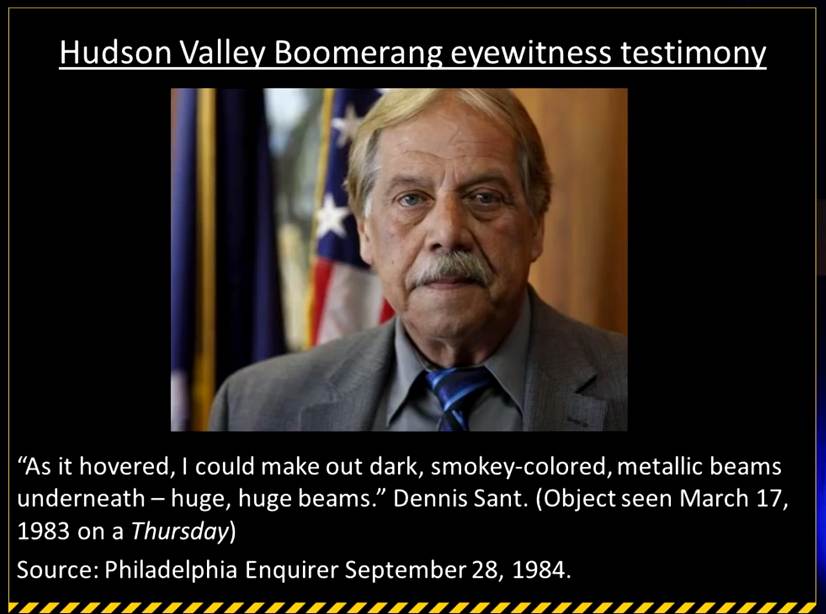 Hudson Valley Boomerang eyewitness testimony
“As it hovered, I could make out dark, smokey-colored, metallic beams
underneath – huge, huge beams.” Dennis Sant. (Object seen March 17,
1983 on a Thursday)
Source: Philadelphia Enquirer September 28, 1984.